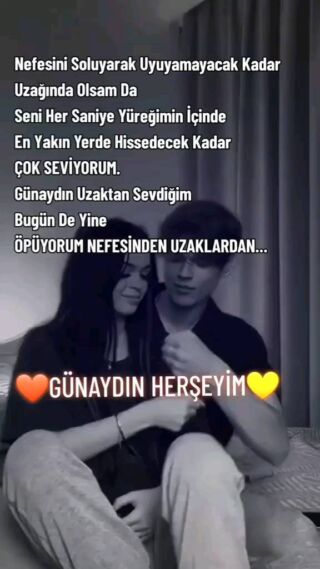 Nefesini Soluyarak Uyuyamayacak Kadar
Uzağında Olsam Da
Seni Her Saniye Yüreğimin İçinde
En Yakın Yerde Hissedecek Kadar
ÇOK SEVİYORUM.
Günaydın Uzaktan Sevdiğim
Bugün De Yine
ÖPÜYORUM NEFESİNDEN UZAKLARDAN...
🧡GÜNAYDIN HERŞEYİM💛